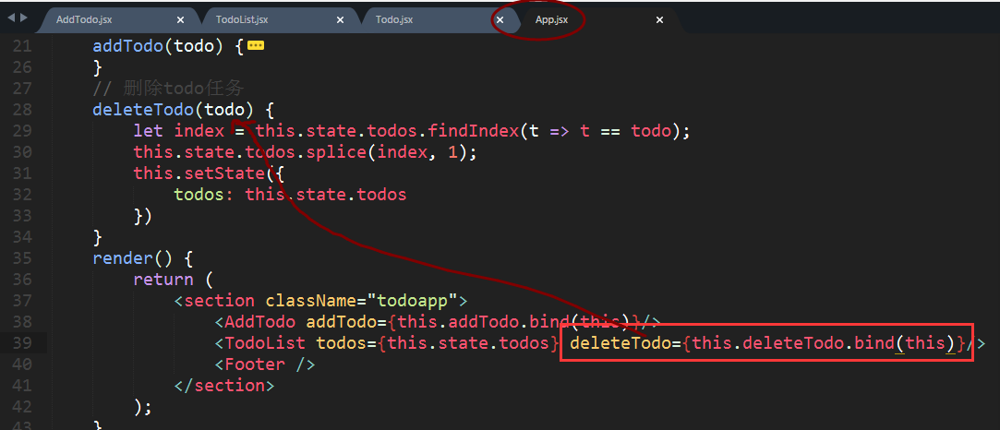 AddTodo.jsx × TodoList.jsx × Todo.jsx × App.jsx ×
21 addTodo(todo) {
26 }
27 // 删除todo任务
28 deleteTodo(todo) {
29 let index = this.state.todos.findIndex(t => t == todo);
30 this.state.todos.splice(index, 1);
31 this.setState({
32 todos: this.state.todos
33 })
34 }
35 render() {
36 return (
37 <section className="todoapp">
38 <AddTodo addTodo={this.addTodo.bind(this)}/>
39 <TodoList todos={this.state.todos} deleteTodo={this.deleteTodo.bind(this)}/>
40 <Footer />
41 </section>
42 );
43 }